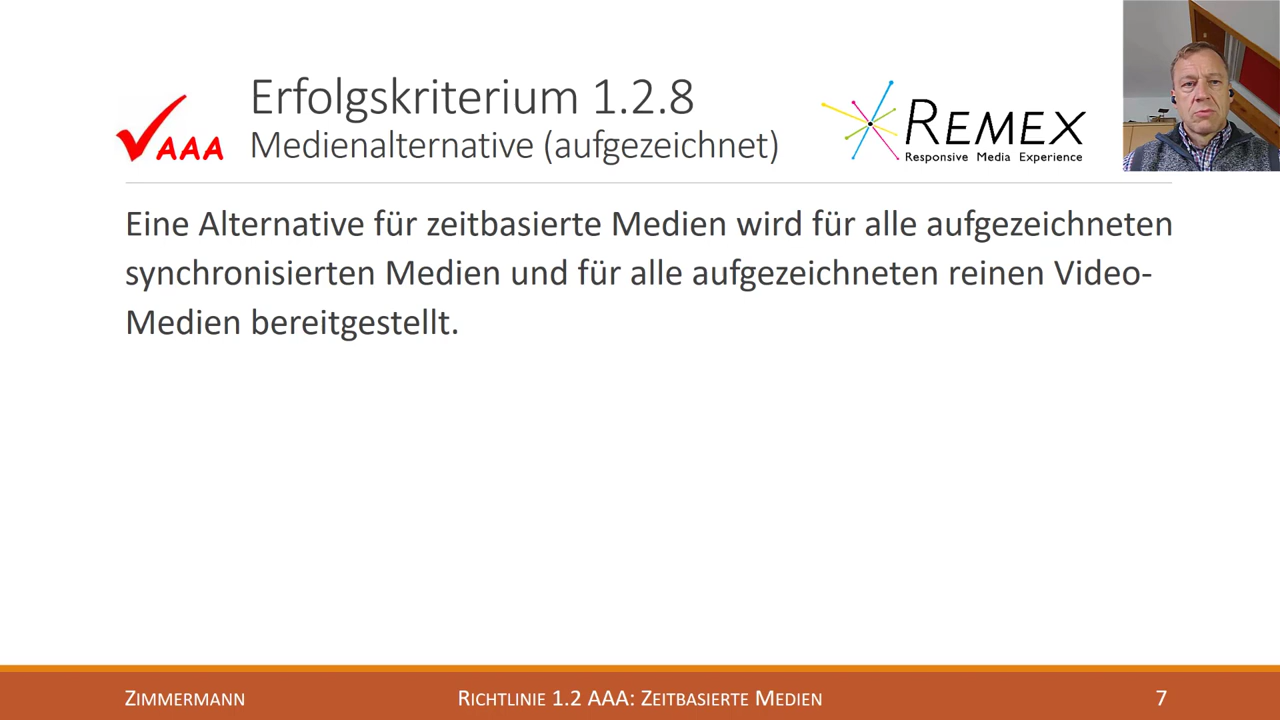 Erfolgskriterium 1.2.8
AAA
Medienalternative (aufgezeichnet)
REMEX
Responsive Media Experience
Eine Alternative für zeitbasierte Medien wird für alle aufgezeichneten
synchronisierten Medien und für alle aufgezeichneten reinen Video-
Medien bereitgestellt.
ZIMMERMANN
RICHTLINIE 1.2 AAA: ZEITBASIERTE MEDIEN
7